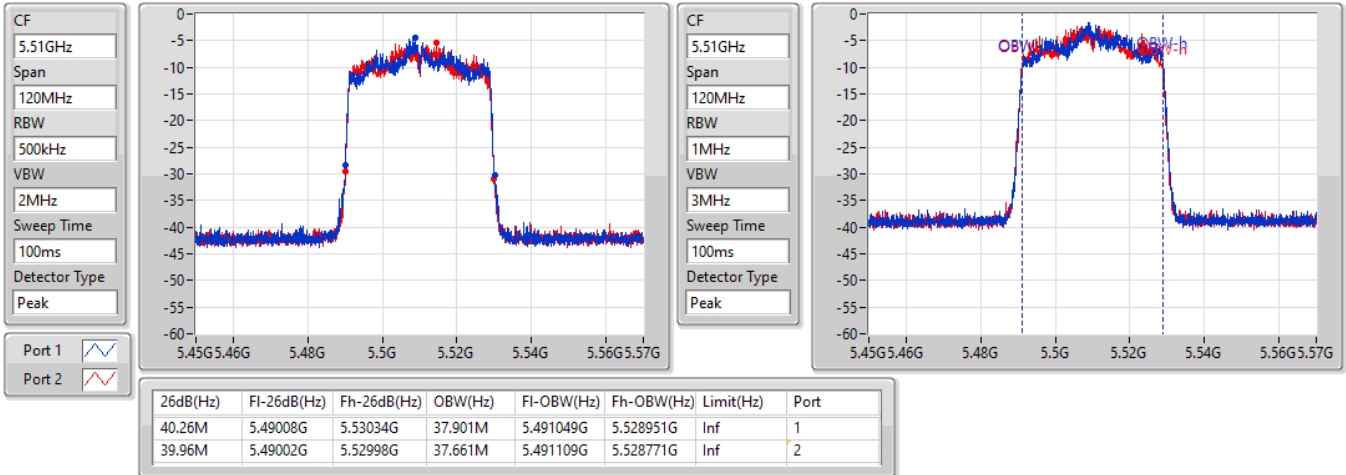 CF
5.51GHz
Span
120MHz
RBW
500kHz
VBW
2MHz
Sweep Time
100ms
Detector Type
Peak
Port 1
Port 2
0-
-5-
-10-
-15-
-20-
-25-
-30-
-35-
-40-
-45-
-50-
-55-
-60-
5.45G 5.46G 5.48G 5.5G 5.52G 5.54G 5.56G 5.57G
CF
5.51GHz
Span
120MHz
RBW
1MHz
VBW
3MHz
Sweep Time
100ms
Detector Type
Peak
0-
-5-
-10-
-15-
-20-
-25-
-30-
-35-
-40-
-45-
-50-
-55-
-60-
OBW-h
5.45G 5.46G 5.48G 5.5G 5.52G 5.54G 5.56G 5.57G
26dB(Hz) Fl-26dB(Hz) Fh-26dB(Hz) OBW(Hz) Fl-OBW(Hz) Fh-OBW(Hz) Limit(Hz) Port
40.26M 5.49008G 5.53034G 37.901M 5.491049G 5.528951G Inf 1
39.96M 5.49002G 5.52998G 37.661M 5.491109G 5.528771G Inf 2